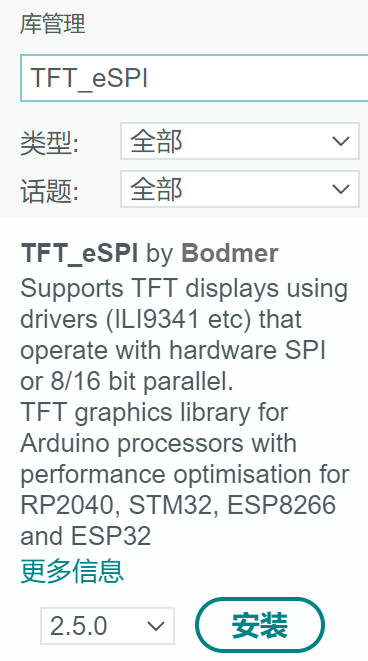 库管理
TFT_eSPI
类型: 全部
话题: 全部
TFT_eSPI by Bodmer
Supports TFT displays using
drivers (ILI9341 etc) that
operate with hardware SPI
or 8/16 bit parallel.
TFT graphics library for
Arduino processors with
performance optimisation for
RP2040, STM32, ESP8266
and ESP32
更多信息
2.5.0 安装